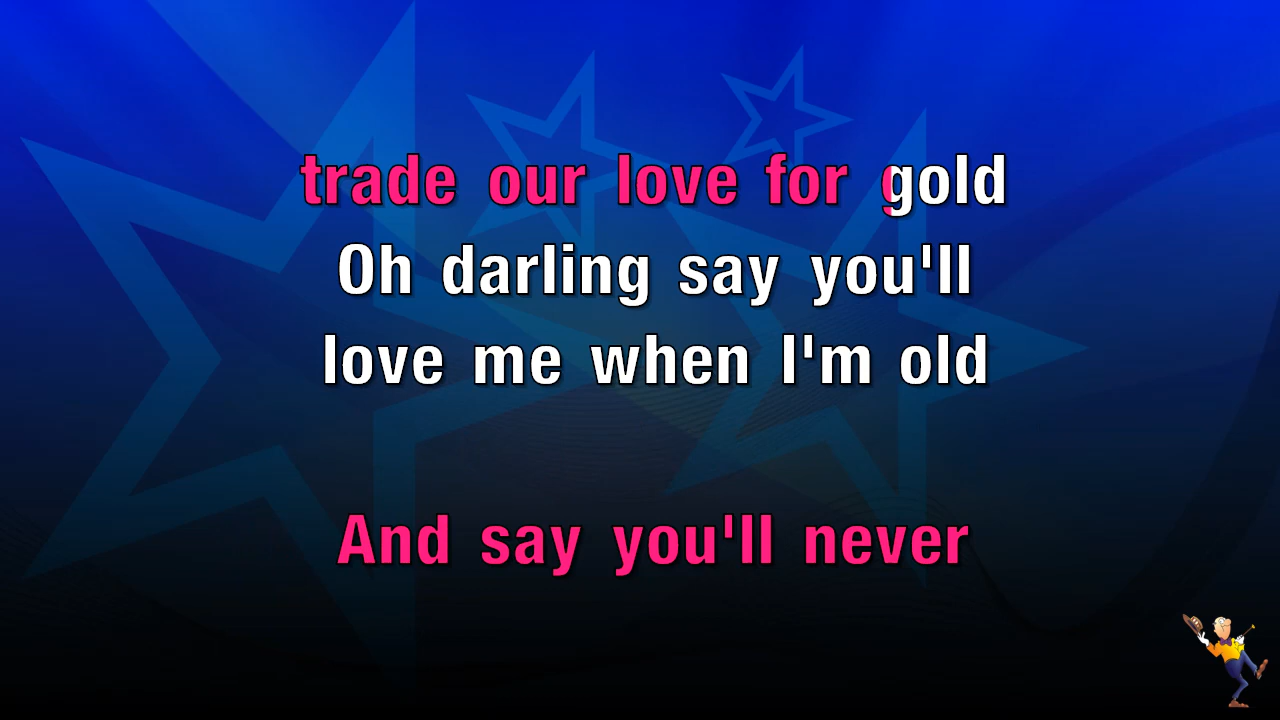 trade our love for gold
Oh darling say you'll
love me when I'm old
And say you'll never